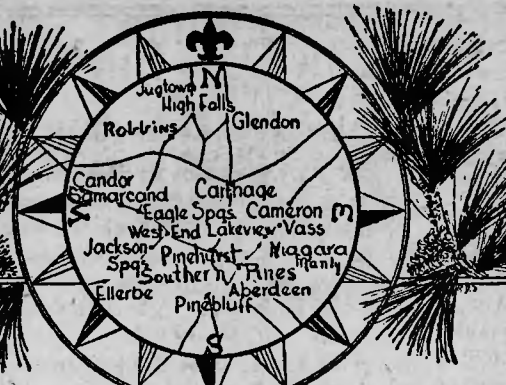 N
Jugtown
High Falls
Robbins Glendon
Candor
Samarcand
Carthage
W Eagle Spgs. Cameron E
West End Lakeview Vass
Jackson Spgs.
Pinehurst Niagara
Manly
Southern Pines
Ellerbe
Aberdeen
Pinebluff
S